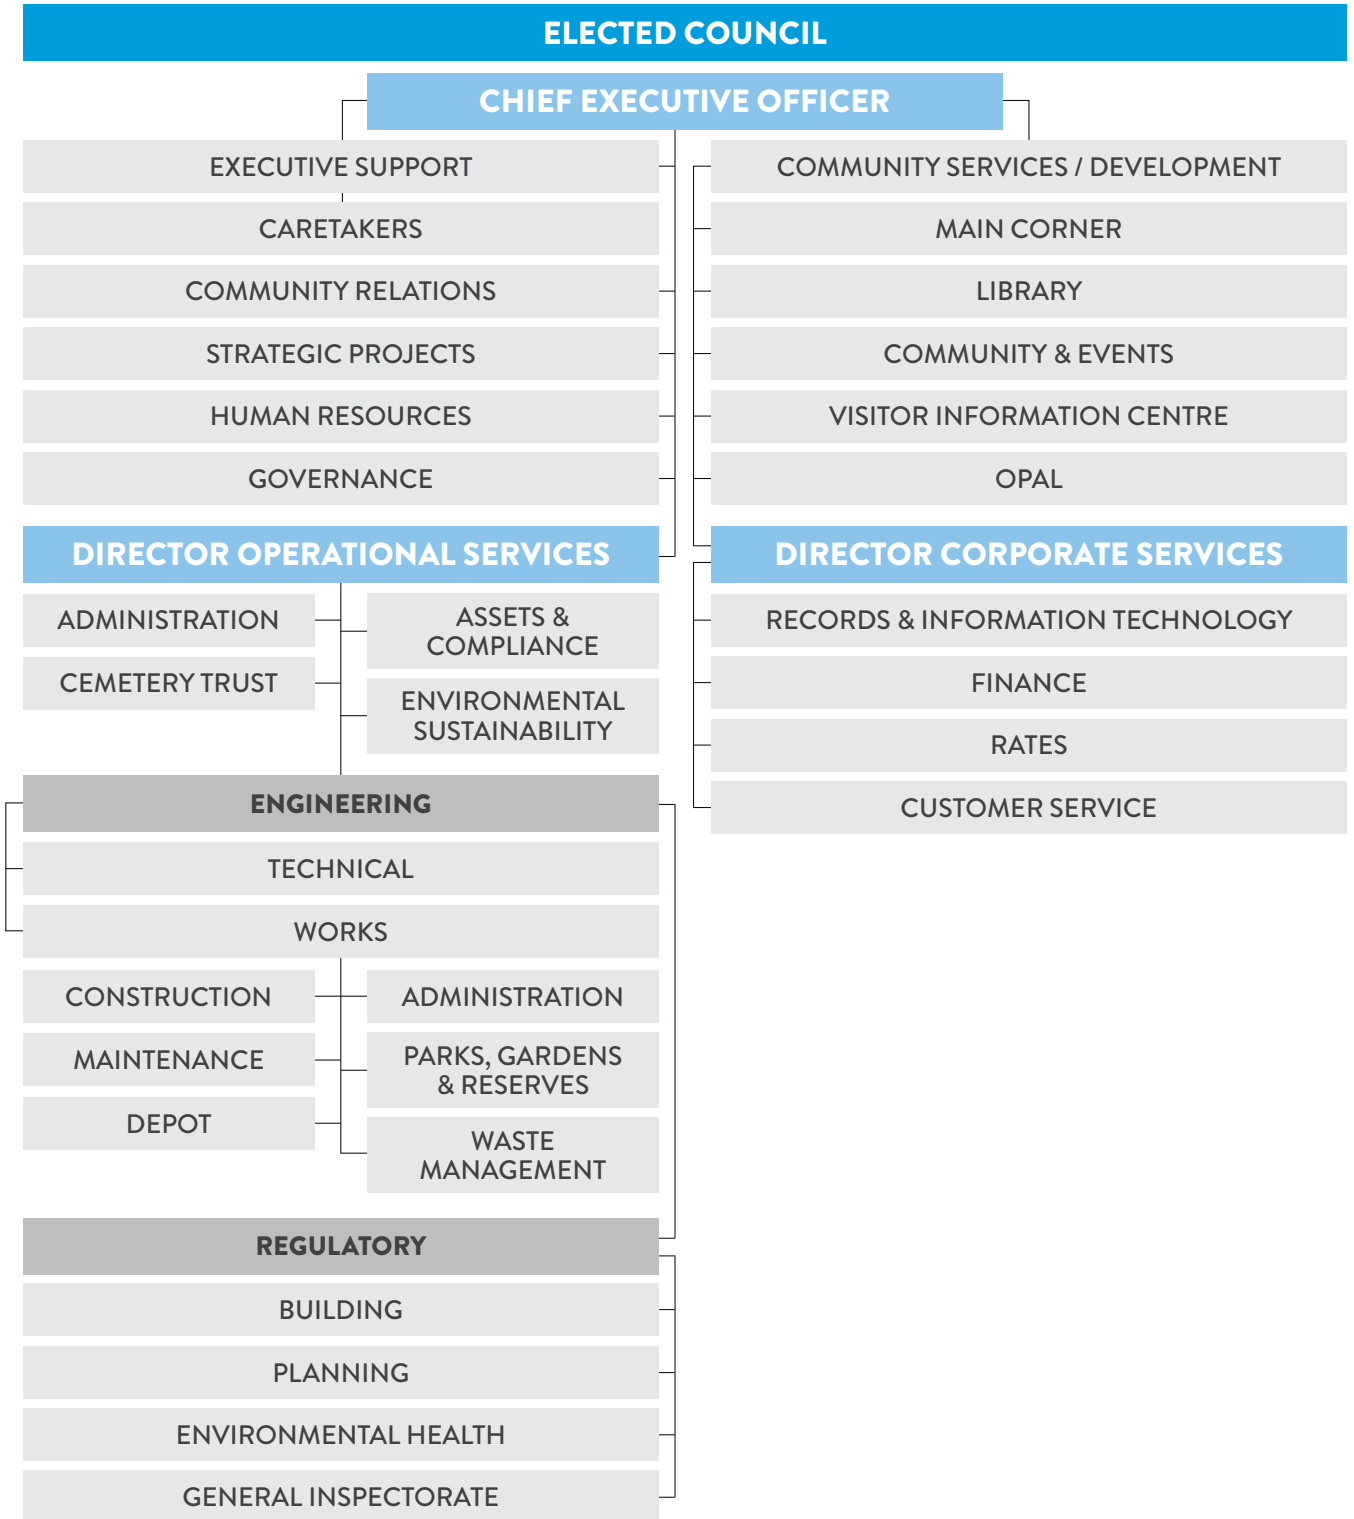 ELECTED COUNCIL
CHIEF EXECUTIVE OFFICER
EXECUTIVE SUPPORT
CARETAKERS
COMMUNITY RELATIONS
STRATEGIC PROJECTS
HUMAN RESOURCES
GOVERNANCE
COMMUNITY SERVICES / DEVELOPMENT
MAIN CORNER
LIBRARY
COMMUNITY & EVENTS
VISITOR INFORMATION CENTRE
OPAL
DIRECTOR OPERATIONAL SERVICES
ADMINISTRATION
CEMETERY TRUST
ASSETS &
COMPLIANCE
ENVIRONMENTAL
SUSTAINABILITY
ENGINEERING
TECHNICAL
WORKS
CONSTRUCTION
MAINTENANCE
DEPOT
ADMINISTRATION
PARKS, GARDENS
& RESERVES
WASTE
MANAGEMENT
REGULATORY
BUILDING
PLANNING
ENVIRONMENTAL HEALTH
GENERAL INSPECTORATE
DIRECTOR CORPORATE SERVICES
RECORDS & INFORMATION TECHNOLOGY
FINANCE
RATES
CUSTOMER SERVICE